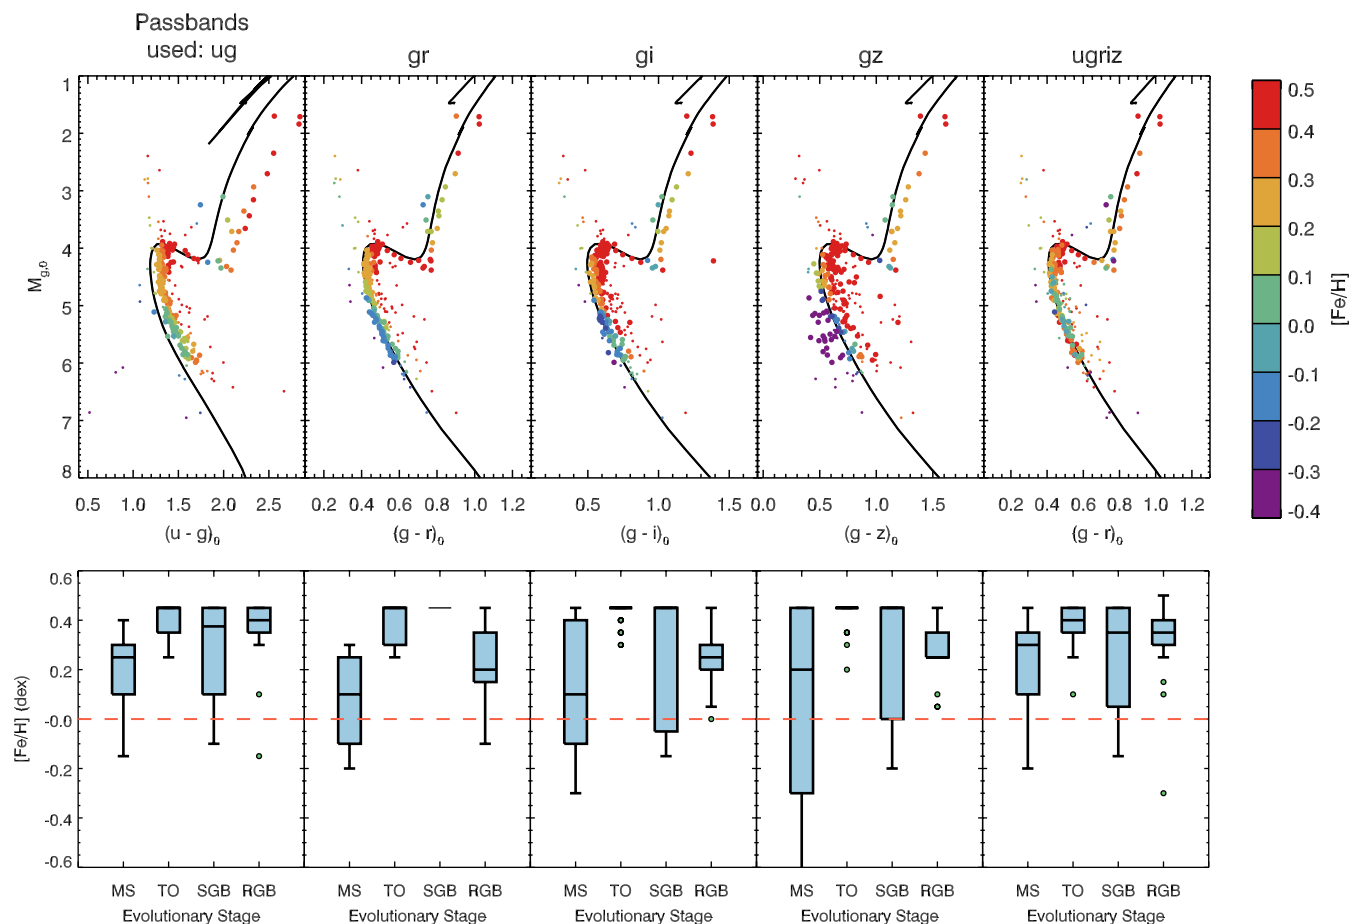 Passbands
used: ug
gr
gi
gz
ugriz
1
2
3
4
5
6
7
8
M g,0
0.5 1.0 1.5 2.0 2.5
(u - g)0
0.2 0.4 0.6 0.8 1.0 1.2
(g - r)0
0.5 1.0 1.5
(g - i)0
0.0 0.5 1.0 1.5
(g - z)0
0.2 0.4 0.6 0.8 1.0 1.2
(g - r)0
0.5
0.4
0.3
0.2
0.1
0.0
-0.1
-0.2
-0.3
-0.4
[Fe/H]
0.6
0.4
0.2
-0.0
-0.2
-0.4
-0.6
[Fe/H] (dex)
MS TO SGB RGB
Evolutionary Stage
MS TO SGB RGB
Evolutionary Stage
MS TO SGB RGB
Evolutionary Stage
MS TO SGB RGB
Evolutionary Stage
MS TO SGB RGB
Evolutionary Stage